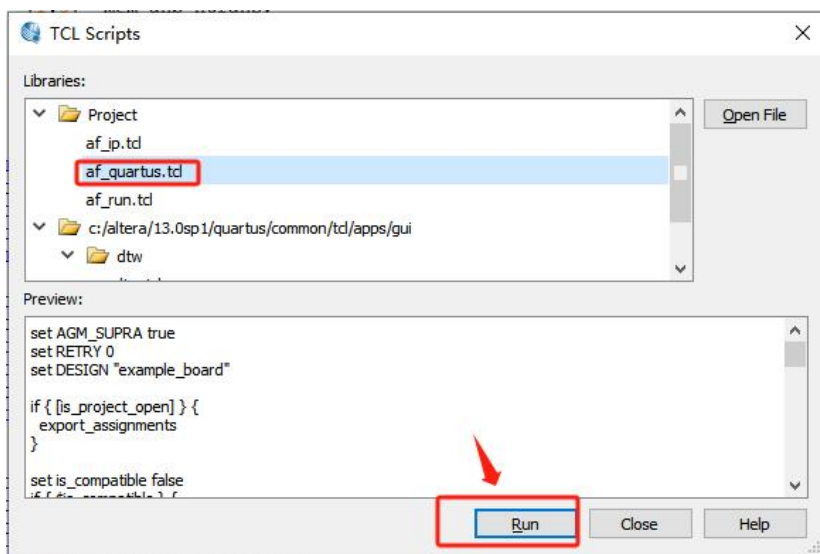 TCL Scripts
Libraries:
Project
Open File
af_ip.tcl
af_quartus.tcl
af_run.tcl
c:/altera/13.0sp1/quartus/common/tcl/apps/gui
dtw
Preview:
set AGM_SUPRA true
set RETRY 0
set DESIGN "example_board"
if { [is_project_open] } {
export_assignments
}
set is_compatible false
Run
Close
Help